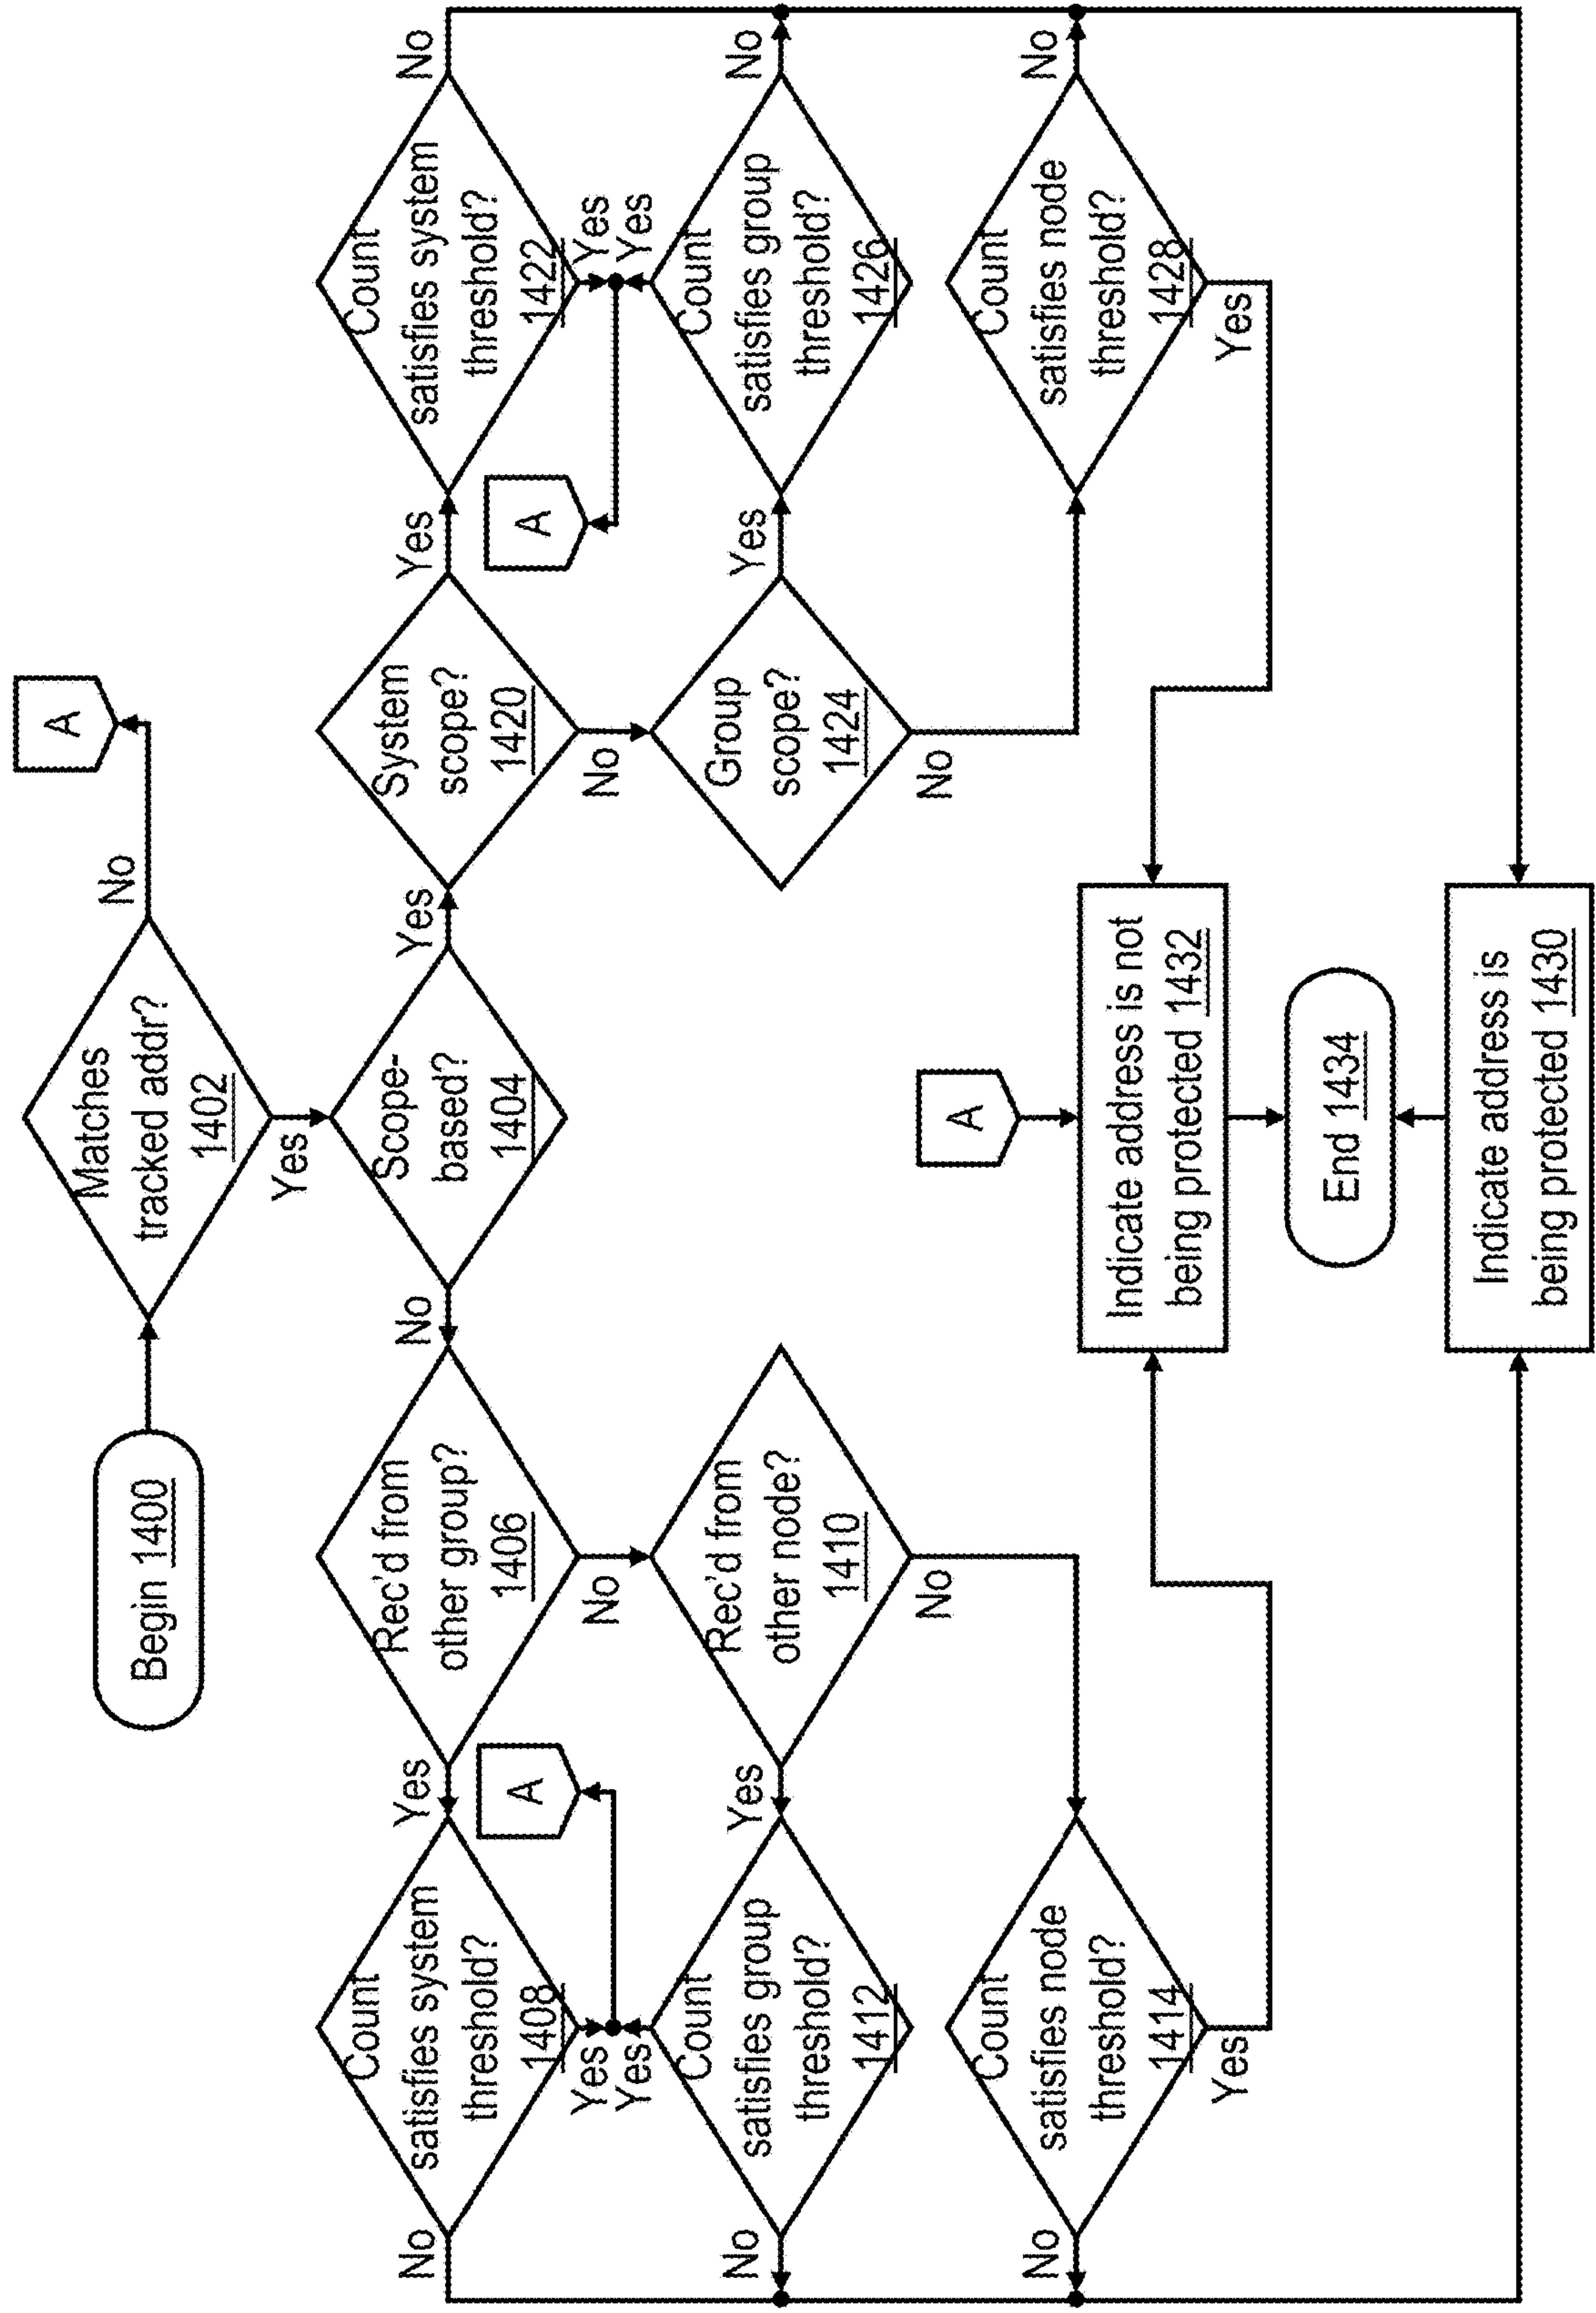 Begin 1400
Matches
tracked addr?
1402
No
A
Yes
Scope-
based?
1404
No
Yes
Rec'd from
other group?
1406
Yes
No
Count
satisfies system
threshold?
1408
No
Yes
A
Rec'd from
other node?
1410
Yes
No
Count
satisfies group
threshold?
1412
No
Yes
Count
satisfies node
threshold?
1414
No
Yes
System
scope?
1420
Yes
No
Count
satisfies system
threshold?
1422
No
Yes
A
Group
scope?
1424
Yes
No
Count
satisfies group
threshold?
1426
No
Yes
Count
satisfies node
threshold?
1428
No
Yes
A
Indicate address is not
being protected 1432
End 1434
Indicate address is
being protected 1430